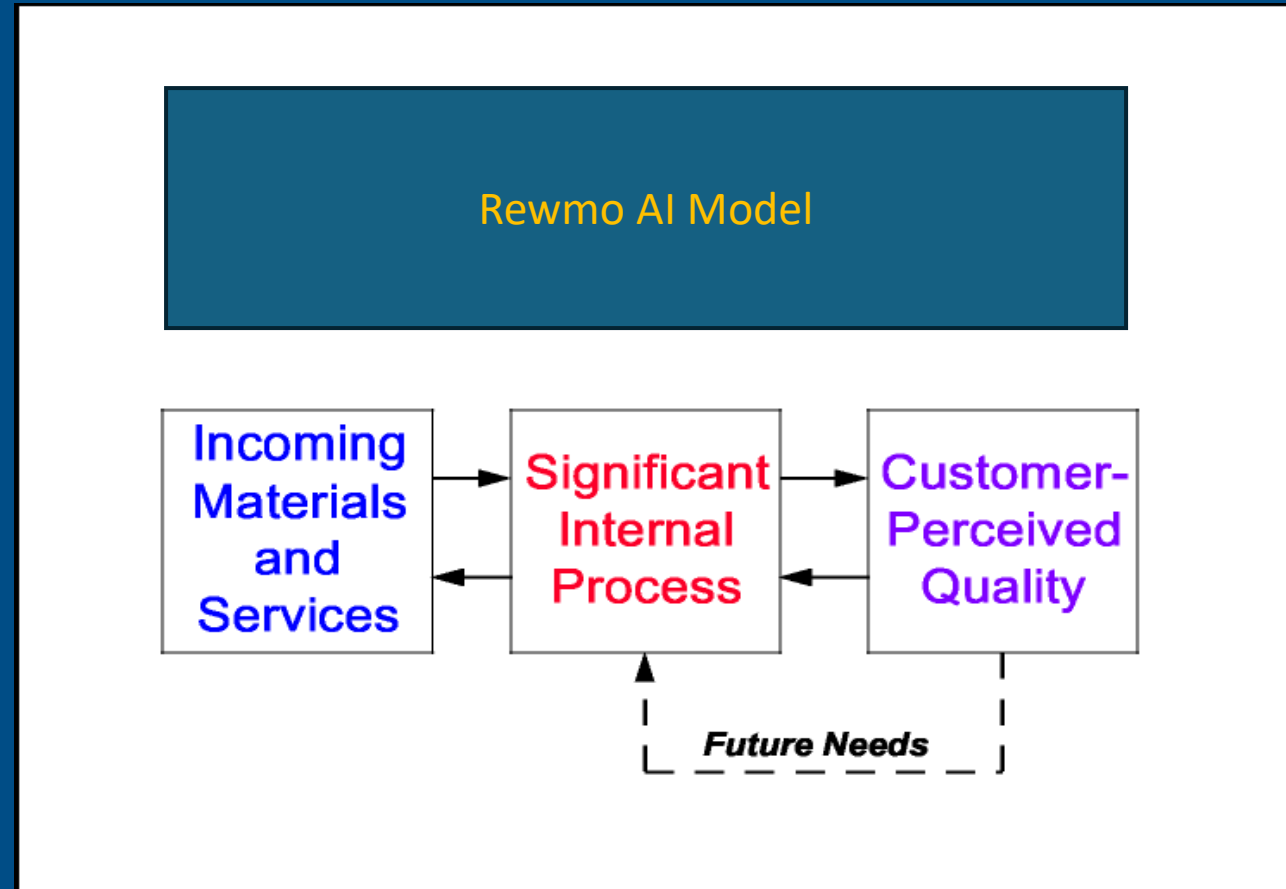 Rewmo AI Model
Incoming
Materials
and
Services
Significant
Internal
Process
Customer-
Perceived
Quality
Future Needs